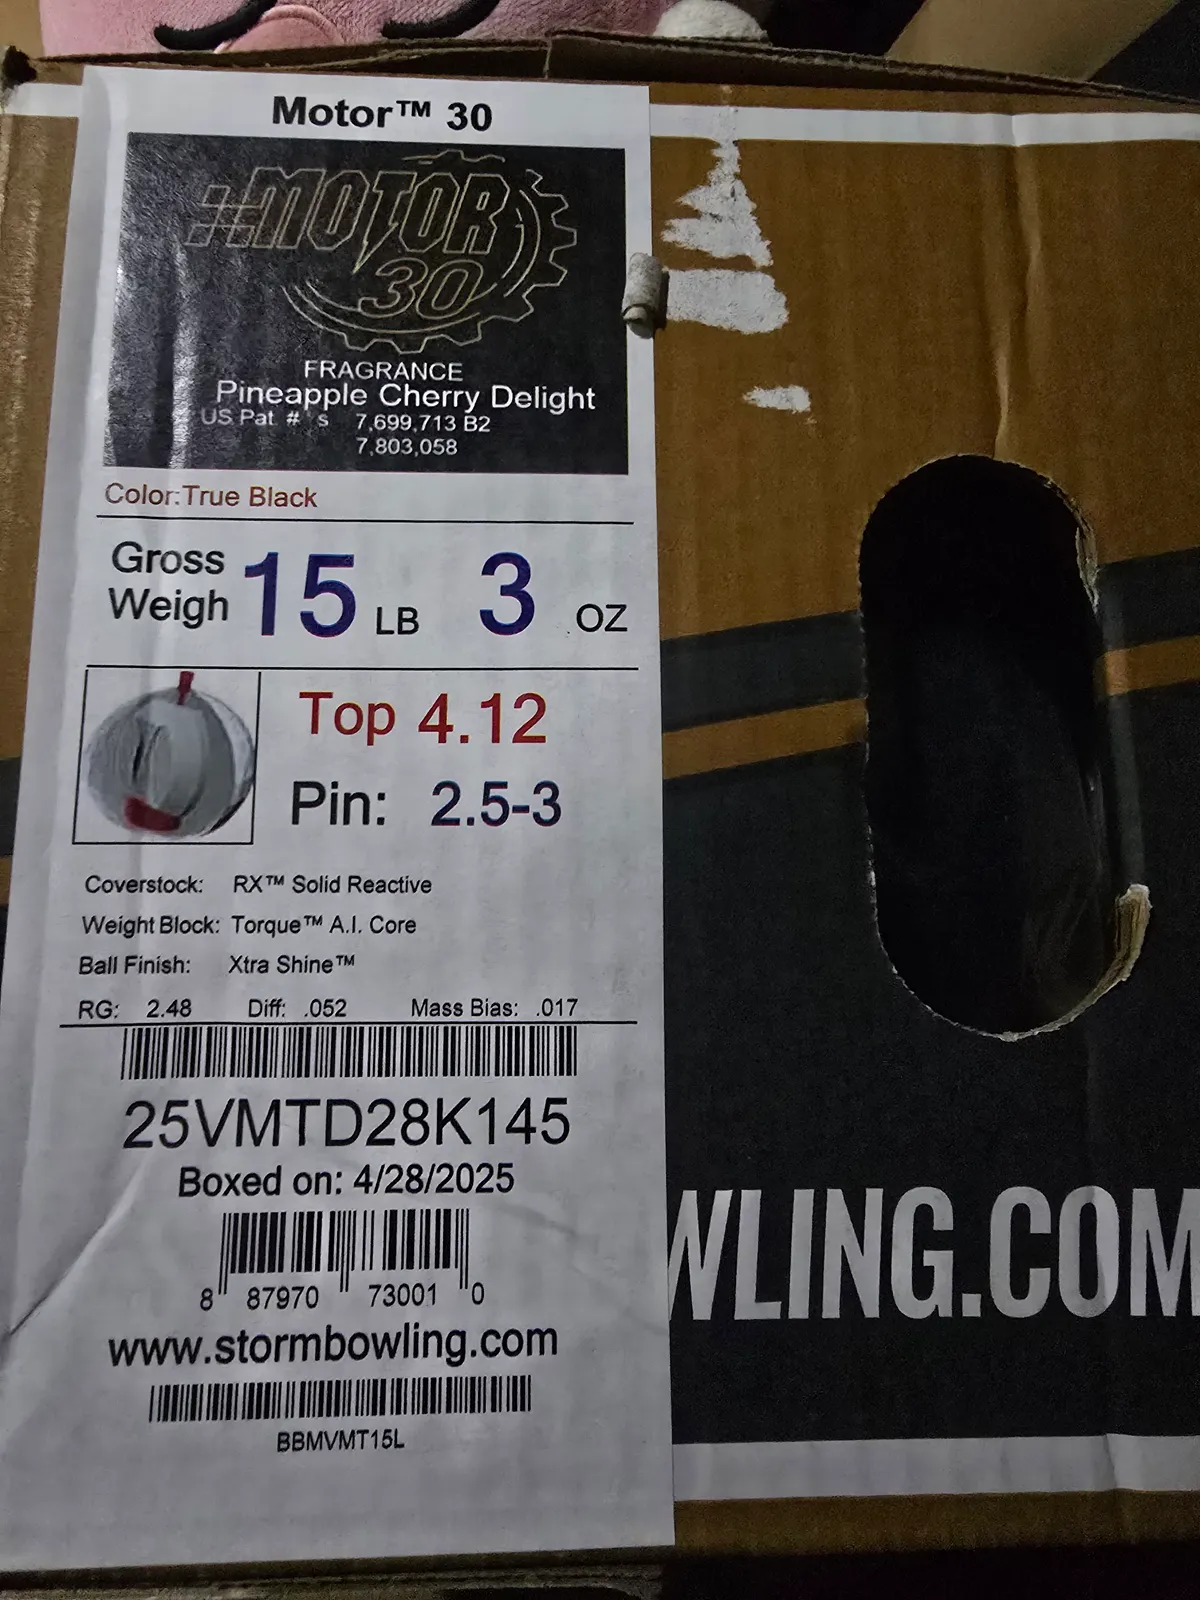 Motor™ 30
MOTOR
30
FRAGRANCE
Pineapple Cherry Delight
US Pat # ' s 7,699,713 B2
7,803,058
Color:True Black
Gross
Weigh 15 LB 3 OZ
Top 4.12
Pin: 2.5-3
Coverstock: RX™ Solid Reactive
Weight Block: Torque™ A.I. Core
Ball Finish: Xtra Shine™
RG: 2.48 Diff: .052 Mass Bias: .017
25VMTD28K145
Boxed on: 4/28/2025
8 87970 73001 0
www.stormbowling.com
BBMVMT15L
WLING.COM